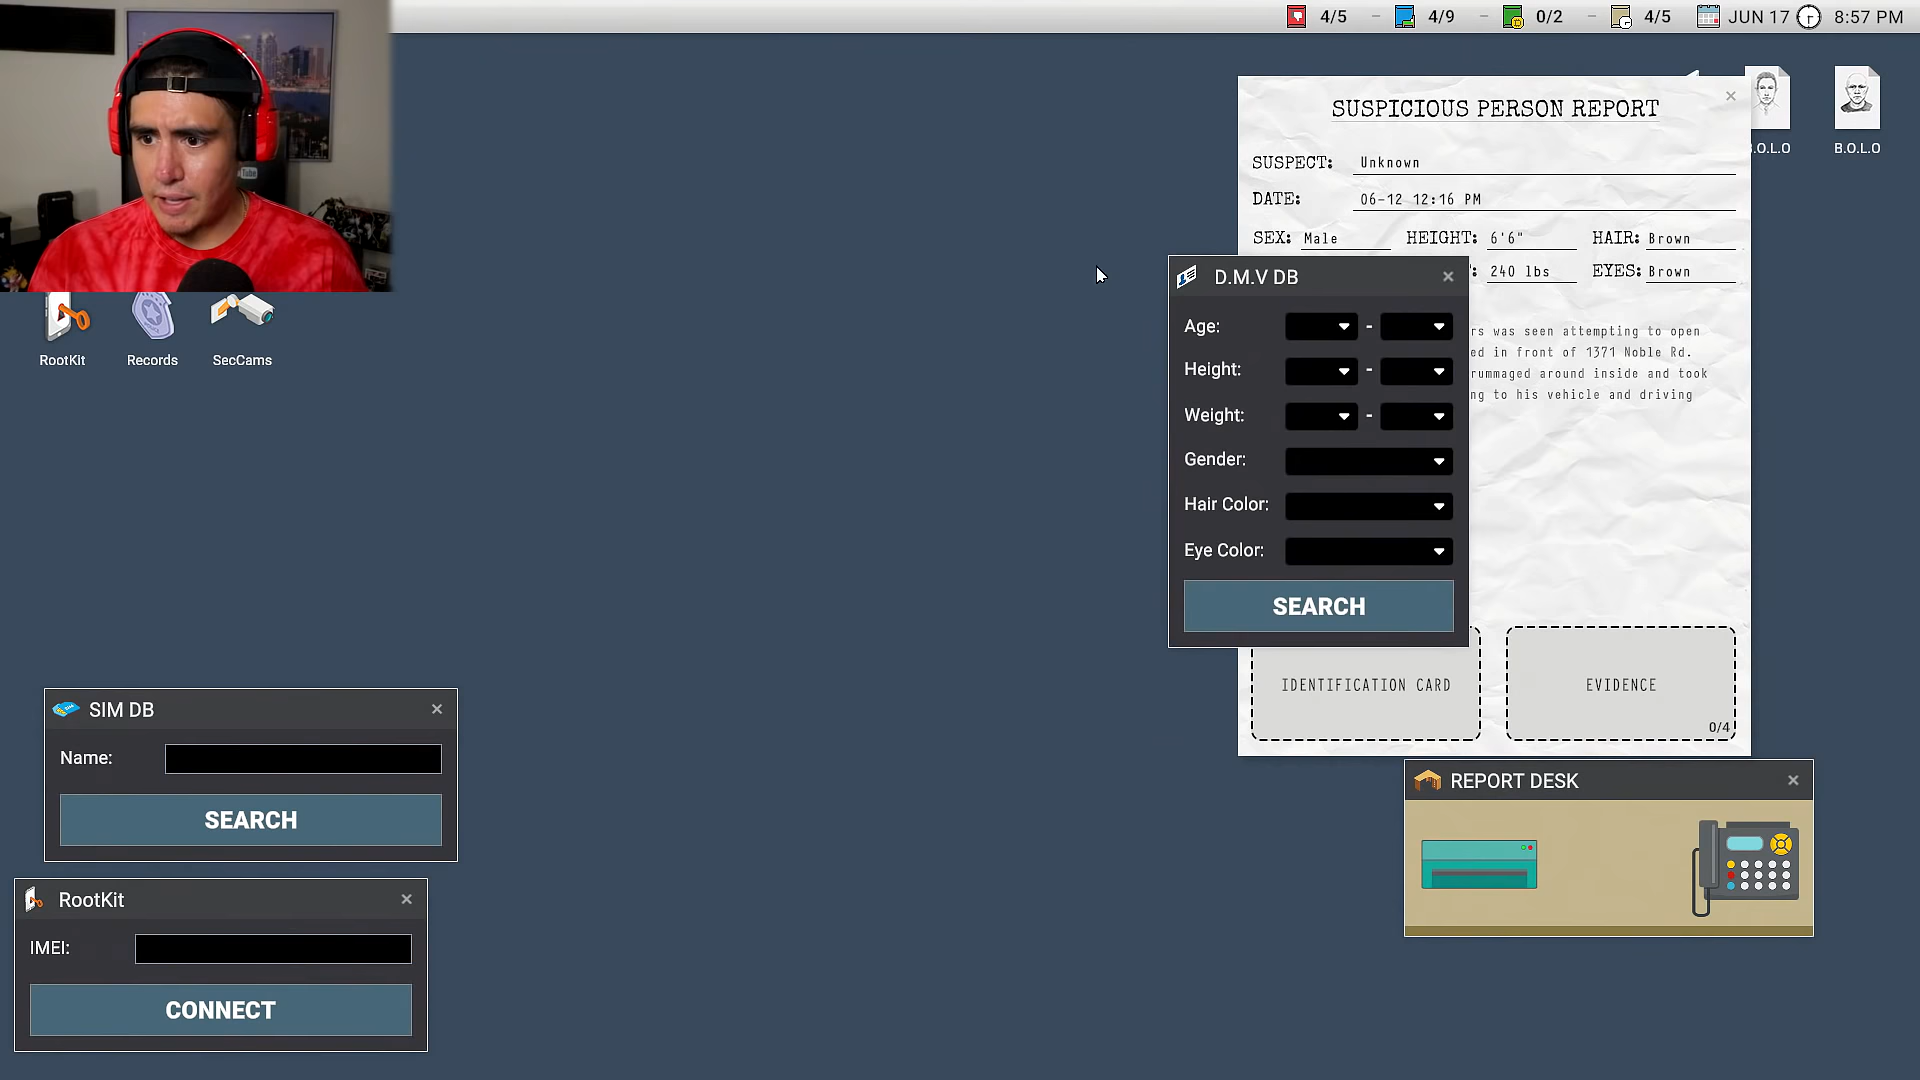 4/5 - 4/9 - 0/2 - 4/5 JUN 17 8:57 PM
SUSPICIOUS PERSON REPORT
×
SUSPECT: Unknown
DATE: 06-12 12:16 PM
SEX: Male HEIGHT: 6'6" HAIR: Brown
: 240 lbs EYES: Brown
rs was seen attempting to open
ed in front of 1371 Noble Rd.
rummaged around inside and took
ng to his vehicle and driving
IDENTIFICATION CARD
EVIDENCE
0/4
.O.L.O
B.O.L.O
D.M.V DB ×
Age: -
Height: -
Weight: -
Gender:
Hair Color:
Eye Color:
SEARCH
RootKit
Records
SecCams
SIM DB ×
Name:
SEARCH
RootKit ×
IMEI:
CONNECT
REPORT DESK ×